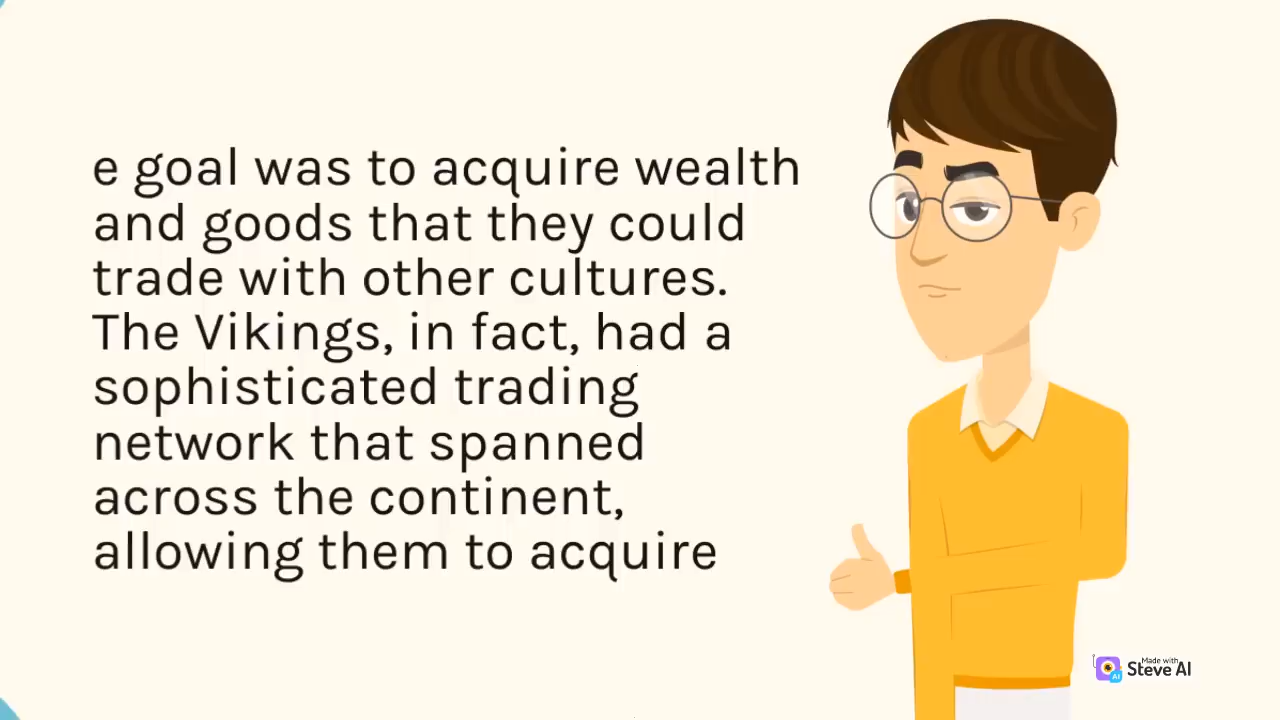 e goal was to acquire wealth
and goods that they could
trade with other cultures.
The Vikings, in fact, had a
sophisticated trading
network that spanned
across the continent,
allowing them to acquire
Made with
Steve AI
AI